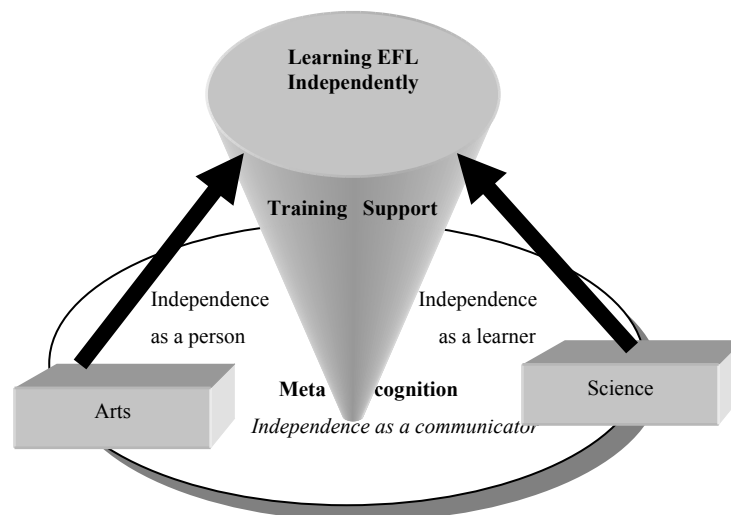 Learning EFL
Independently
Training Support
Independence
as a person
Independence
as a learner
Meta cognition
Arts
Science
Independence as a communicator